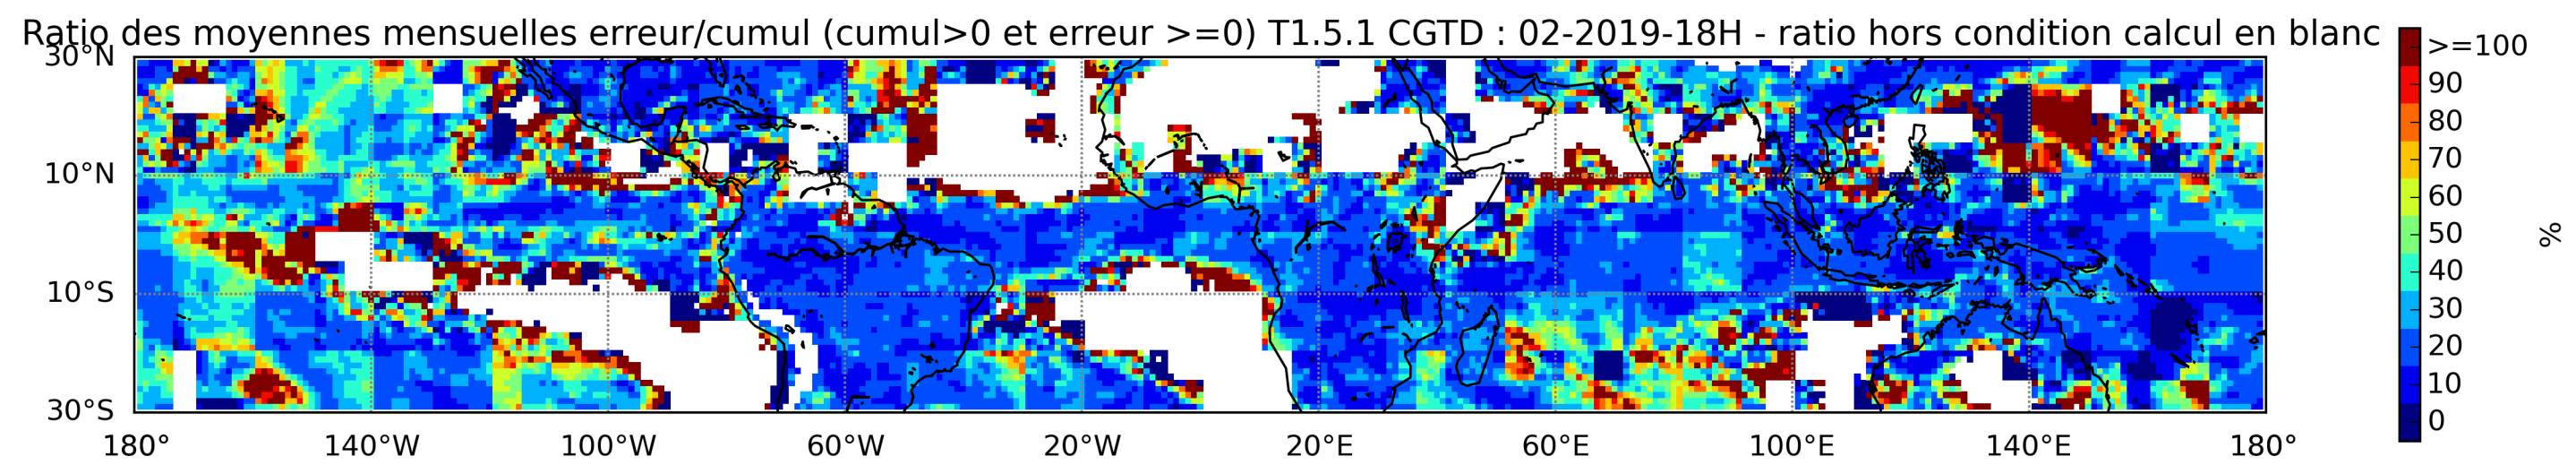 Ratio des moyennes mensuelles erreur/cumul (cumul>0 et erreur >=0) T1.5.1 CGTD : 02-2019-18H - ratio hors condition calcul en blanc
30°N
10°N
10°S
30°S
180°
140°W
100°W
60°W
20°W
20°E
60°E
100°E
140°E
180°
>=100
90
80
70
60
50
40
30
20
10
0
%